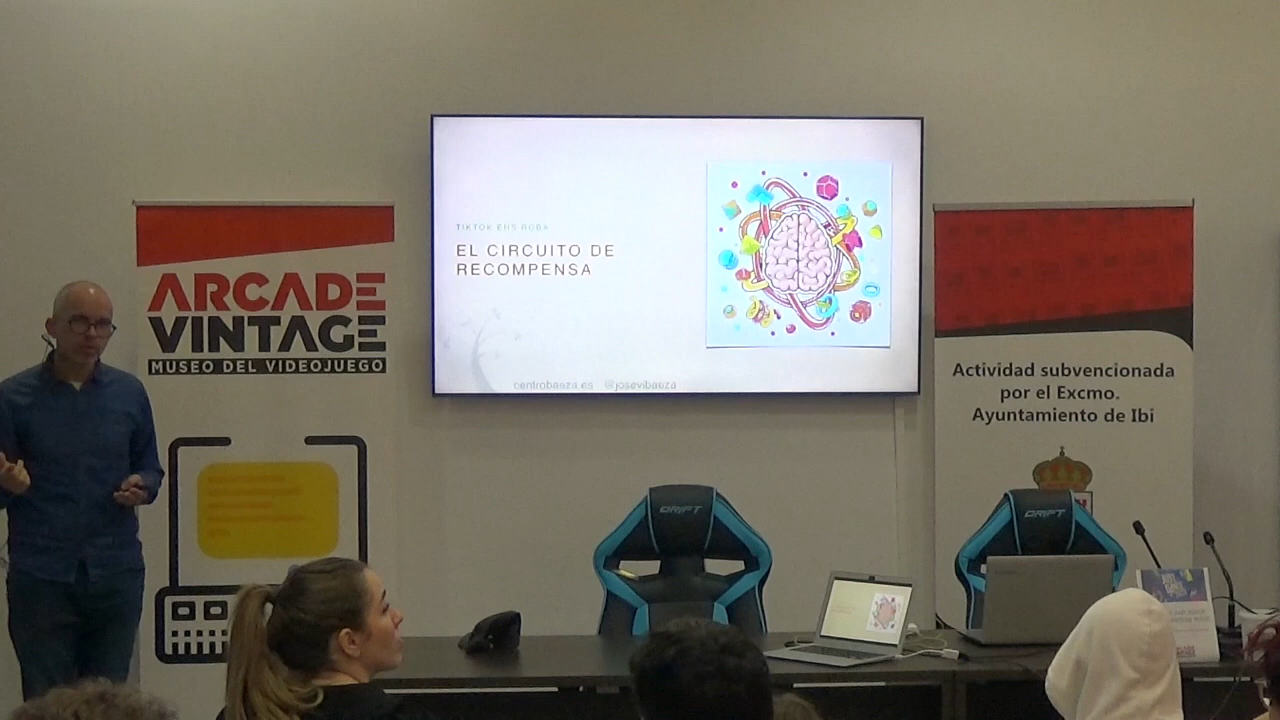 ARCADE
VINTAGE
MUSEO DEL VIDEOJUEGO
TIKTOK ENS ROBA
EL CIRCUITO DE
RECOMPENSA
centrobaeza.es @josevibaeza
Actividad subvencionada
por el Excmo.
Ayuntamiento de Ibi
DRIFT
DRIFT